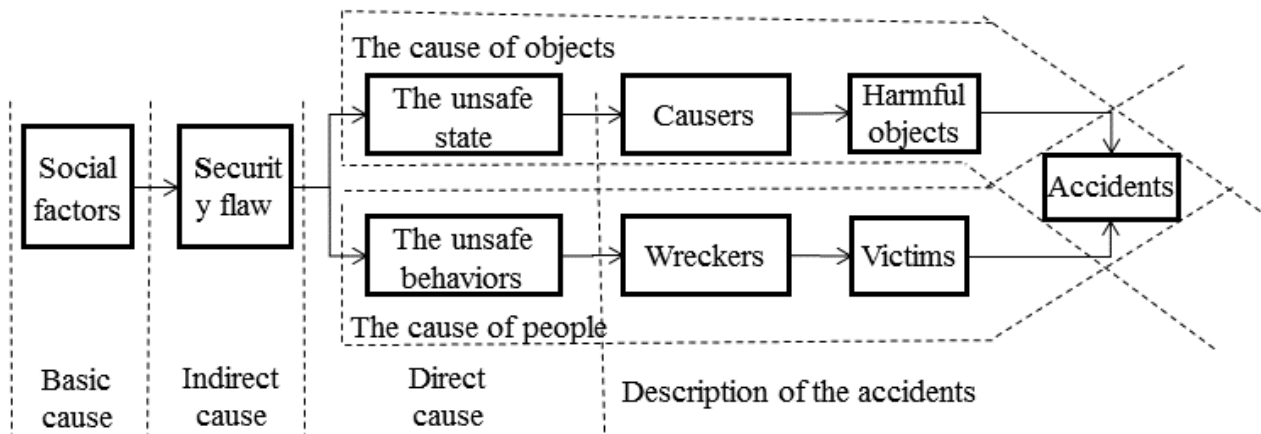 The cause of objects
The unsafe
state
Causers
Harmful
objects
Social
factors
Securit
y flaw
Accidents
The unsafe
behaviors
Wreckers
Victims
The cause of people
Basic
cause
Indirect
cause
Direct
cause
Description of the accidents